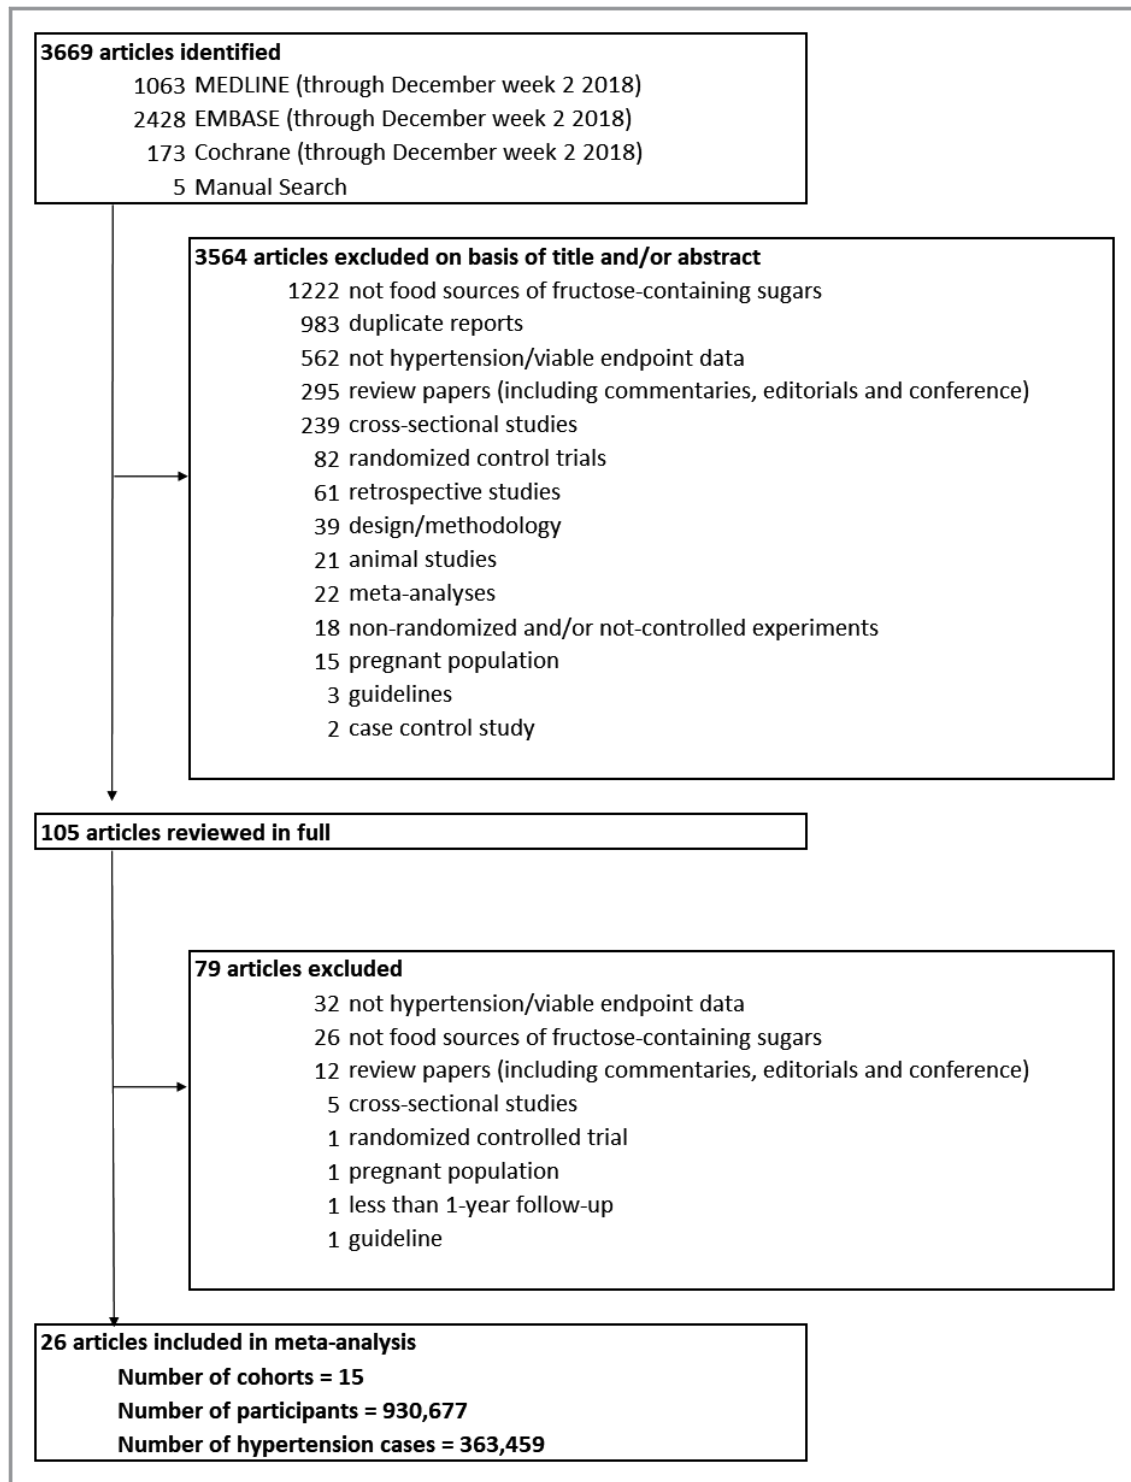 3669 articles identified
1063 MEDLINE (through December week 2 2018)
2428 EMBASE (through December week 2 2018)
173 Cochrane (through December week 2 2018)
5 Manual Search
3564 articles excluded on basis of title and/or abstract
1222 not food sources of fructose-containing sugars
983 duplicate reports
562 not hypertension/viable endpoint data
295 review papers (including commentaries, editorials and conference)
239 cross-sectional studies
82 randomized control trials
61 retrospective studies
39 design/methodology
21 animal studies
22 meta-analyses
18 non-randomized and/or not-controlled experiments
15 pregnant population
3 guidelines
2 case control study
105 articles reviewed in full
79 articles excluded
32 not hypertension/viable endpoint data
26 not food sources of fructose-containing sugars
12 review papers (including commentaries, editorials and conference)
5 cross-sectional studies
1 randomized controlled trial
1 pregnant population
1 less than 1-year follow-up
1 guideline
26 articles included in meta-analysis
Number of cohorts = 15
Number of participants = 930,677
Number of hypertension cases = 363,459